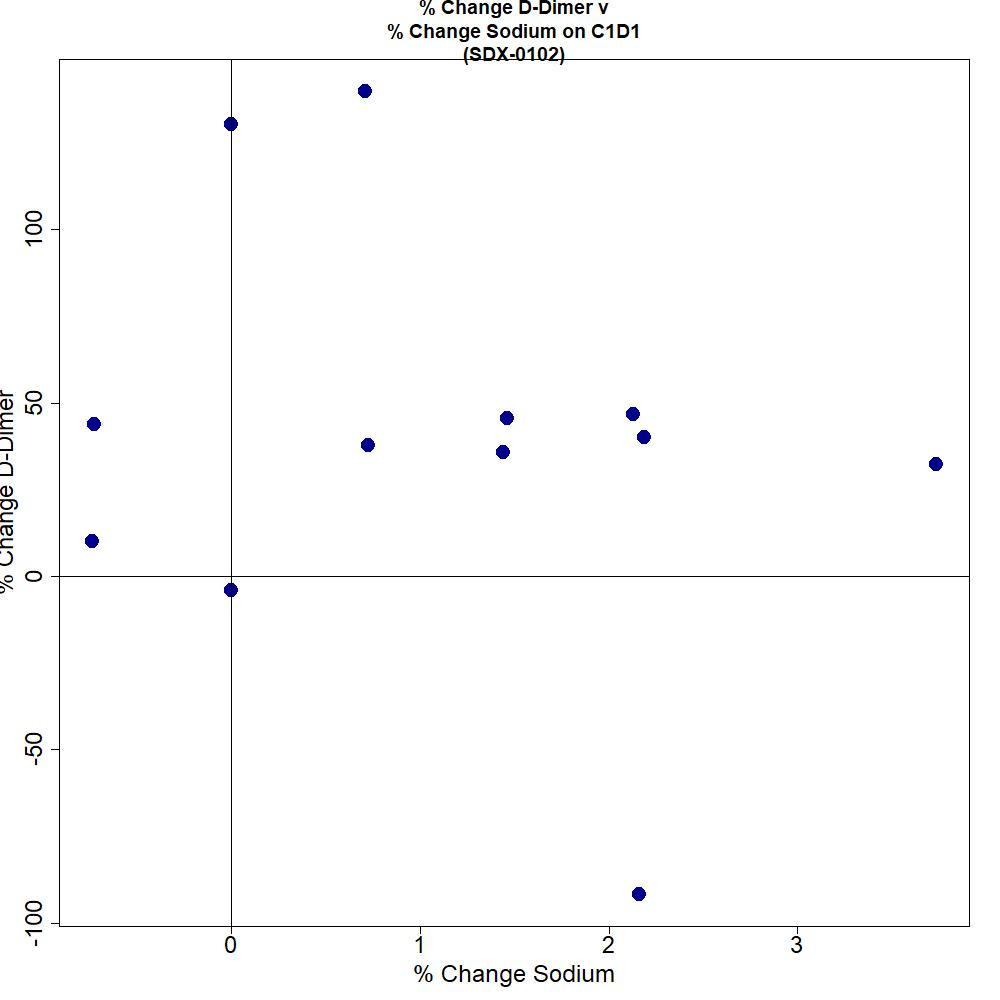 % Change D-Dimer v
% Change Sodium on C1D1
(SDX-0102)
% Change D-Dimer
100
50
0
-50
-100
0 1 2 3
% Change Sodium